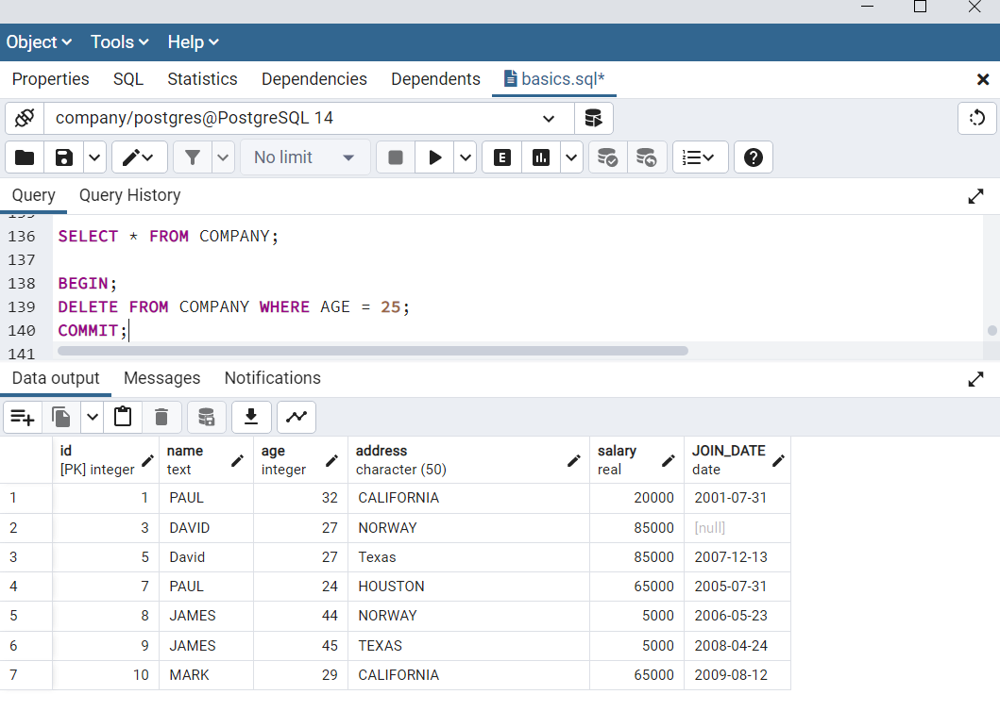 Object Tools Help
Properties SQL Statistics Dependencies Dependents basics.sql*
company/postgres@PostgreSQL 14
No limit E
Query Query History
136 SELECT * FROM COMPANY;
137
138 BEGIN;
139 DELETE FROM COMPANY WHERE AGE = 25;
140 COMMIT;
141
Data output Messages Notifications
id name age address salary JOIN_DATE
[PK] integer text integer character (50) real date
1 1 PAUL 32 CALIFORNIA 20000 2001-07-31
2 3 DAVID 27 NORWAY 85000 [null]
3 5 David 27 Texas 85000 2007-12-13
4 7 PAUL 24 HOUSTON 65000 2005-07-31
5 8 JAMES 44 NORWAY 5000 2006-05-23
6 9 JAMES 45 TEXAS 5000 2008-04-24
7 10 MARK 29 CALIFORNIA 65000 2009-08-12